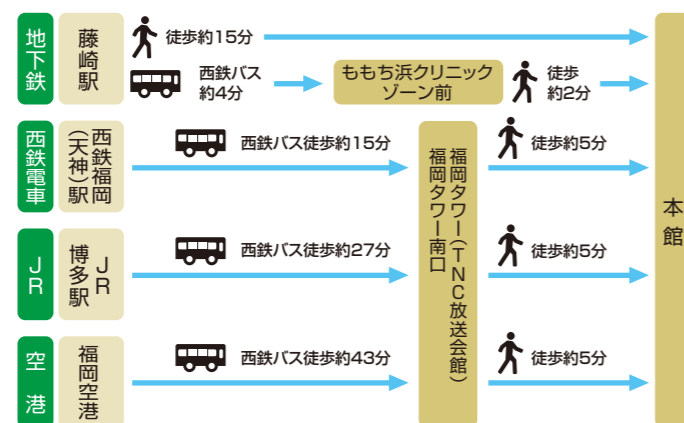 地下鉄
藤崎駅
徒歩約15分
西鉄バス
約4分
ももち浜クリニック
ゾーン前
徒歩
約2分
西鉄電車
西鉄福岡
(天神)駅
西鉄バス徒歩約15分
福岡タワー(TNC放送会館)
福岡タワー南口
徒歩約5分
本館
JR
JR
博多駅
西鉄バス徒歩約27分
徒歩約5分
空港
福岡空港
西鉄バス徒歩約43分
徒歩約5分